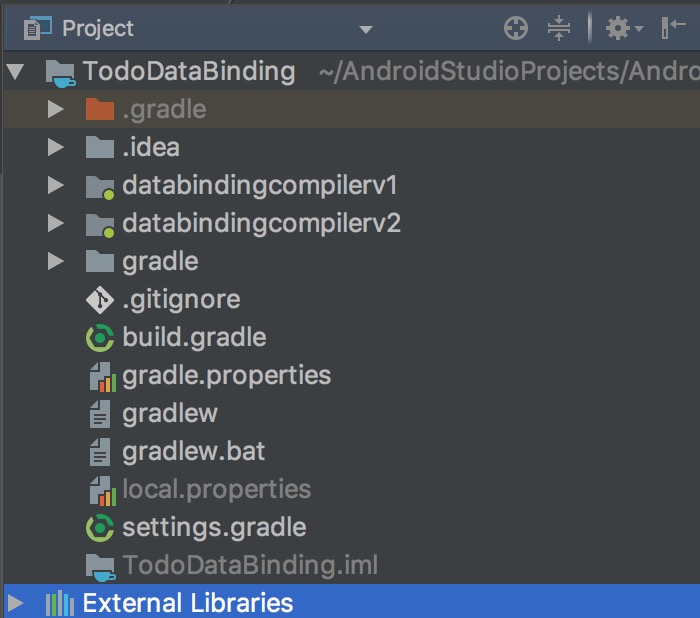 Project
TodoDataBinding ~/AndroidStudioProjects/Andro
.gradle
.idea
databindingcompilerv1
databindingcompilerv2
gradle
.gitignore
build.gradle
gradle.properties
gradlew
gradlew.bat
local.properties
settings.gradle
TodoDataBinding.iml
External Libraries